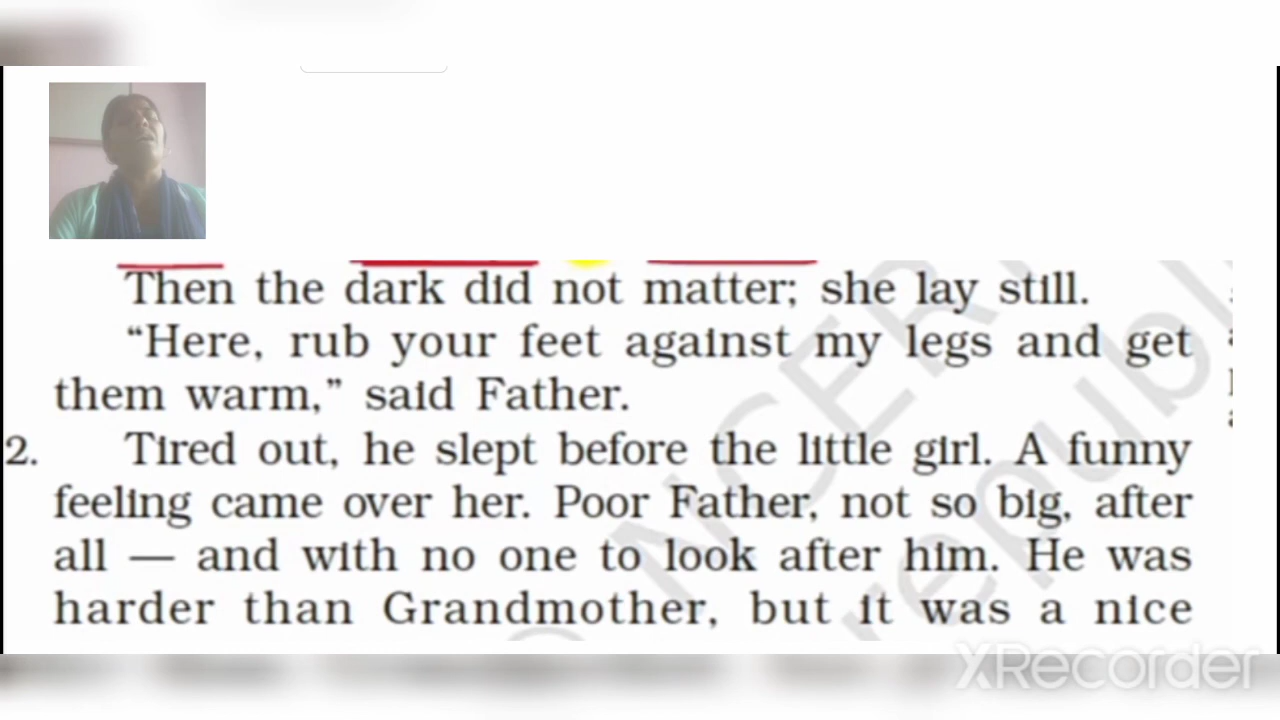 Then the dark did not matter; she lay still.
“Here, rub your feet against my legs and get
them warm,” said Father.
2. Tired out, he slept before the little girl. A funny
feeling came over her. Poor Father, not so big, after
all — and with no one to look after him. He was
harder than Grandmother, but it was a nice
NCERT
republ
XRecorder